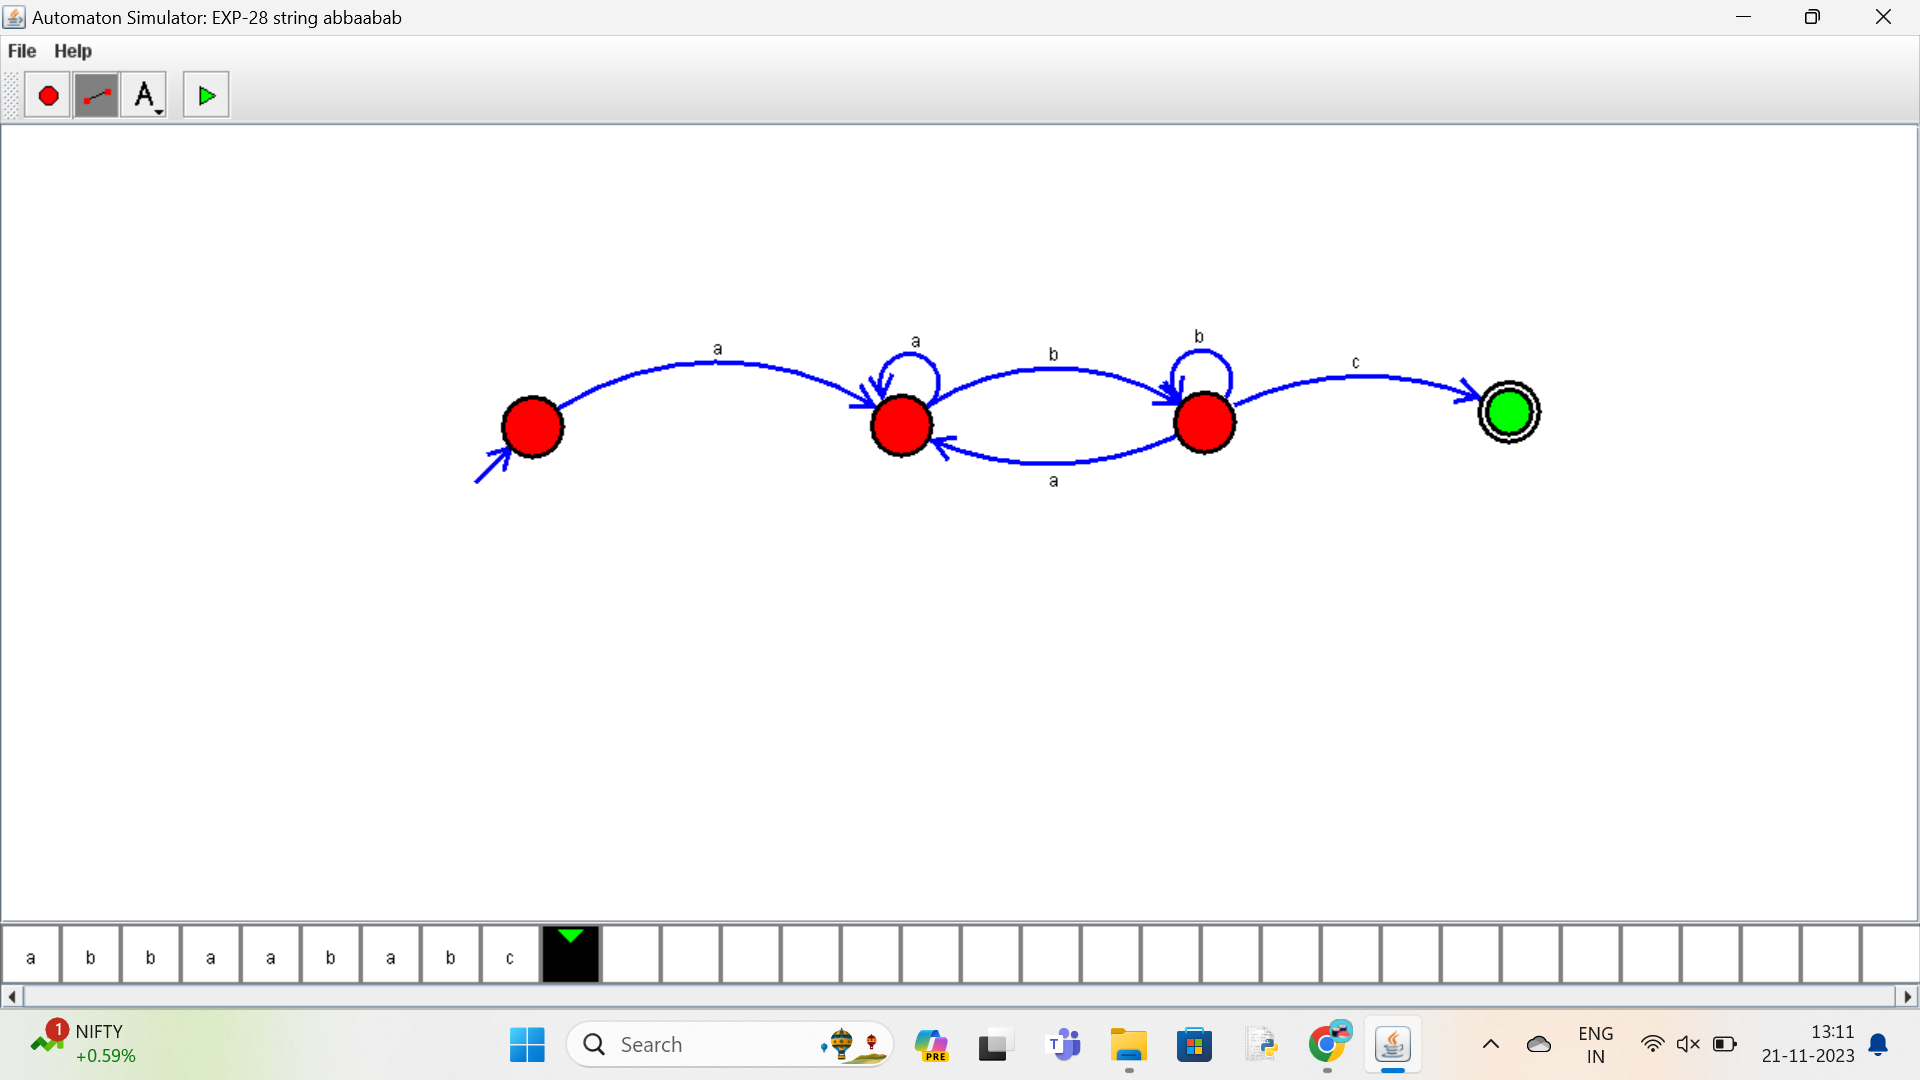 Automaton Simulator: EXP-28 string abbaabab
File Help
A
b
a
a
b
c
a
a b b a a b a b c
1
NIFTY
+0.59%
Search
PRE
T
ENG
IN
13:11
21-11-2023